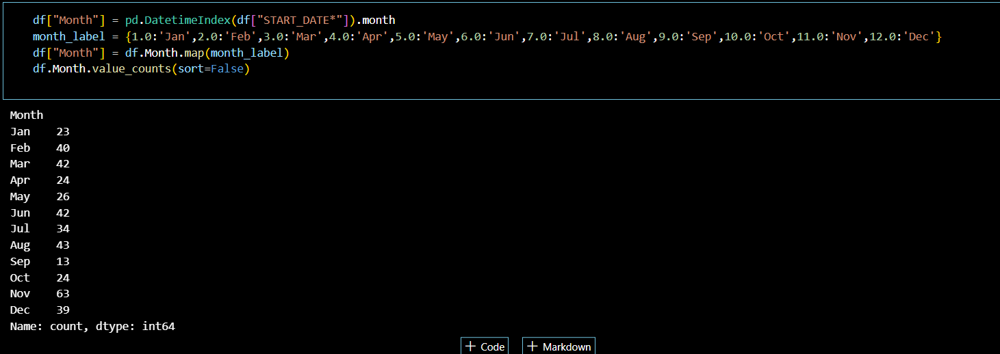 df["Month"] = pd.DatetimeIndex(df["START_DATE*"]).month
month_label = {1.0:'Jan',2.0:'Feb',3.0:'Mar',4.0:'Apr',5.0:'May',6.0:'Jun',7.0:'Jul',8.0:'Aug',9.0:'Sep',10.0:'Oct',11.0:'Nov',12.0:'Dec'}
df["Month"] = df.Month.map(month_label)
df.Month.value_counts(sort=False)
Month
Jan    23
Feb    40
Mar    42
Apr    24
May    26
Jun    42
Jul    34
Aug    43
Sep    13
Oct    24
Nov    63
Dec    39
Name: count, dtype: int64
+ Code + Markdown